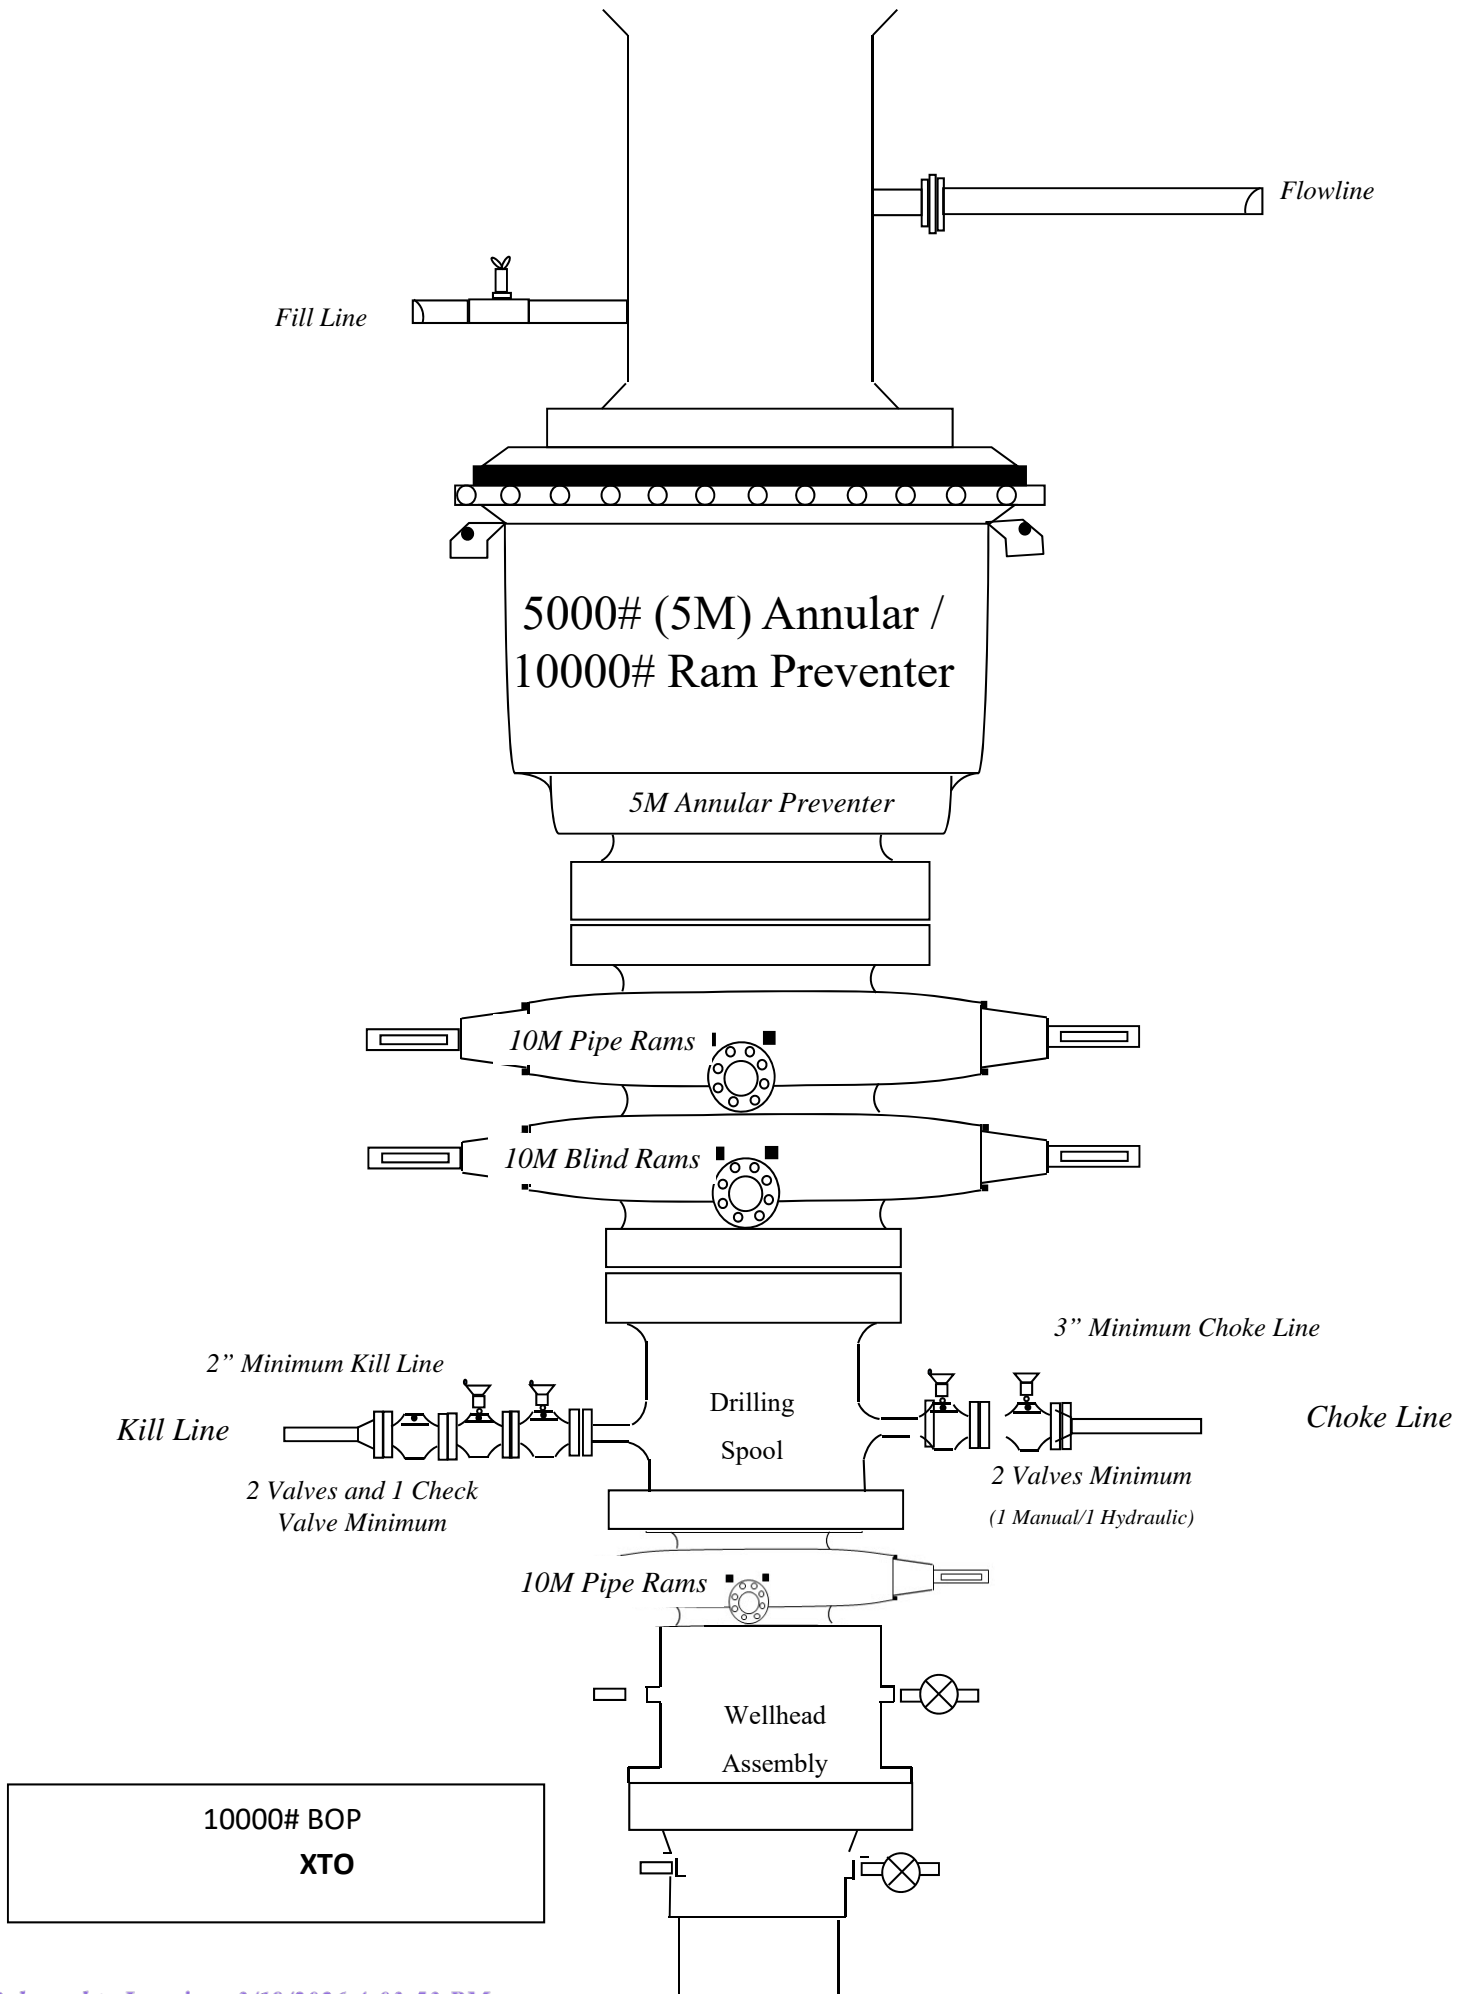 Flowline
Fill Line
5000# (5M) Annular /
10000# Ram Preventer
5M Annular Preventer
10M Pipe Rams
10M Blind Rams
3” Minimum Choke Line
2” Minimum Kill Line
Drilling
Spool
Kill Line
Choke Line
2 Valves and 1 Check
Valve Minimum
2 Valves Minimum
(1 Manual/1 Hydraulic)
10M Pipe Rams
Wellhead
Assembly
10000# BOP
XTO